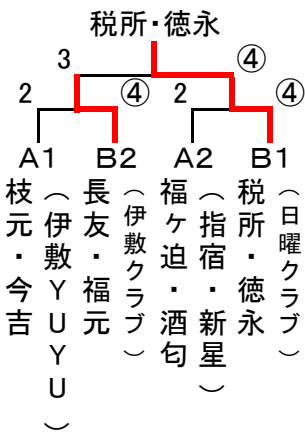 税所・徳永
3 ④
2 ④ 2 ④
A1 B2 A2 B1
枝元・今吉
（伊敷YUYU）
長友・福元
（伊敷クラブ）
福ヶ迫・酒匂
（指宿・新星）
税所・徳永
（日曜クラブ）